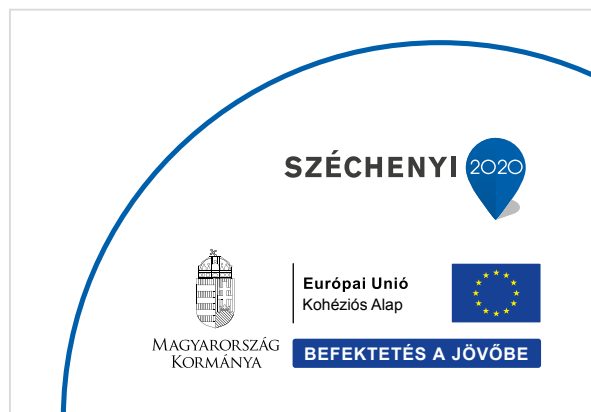 SZÉCHENYI 2020
Európai Unió
Kohéziós Alap
MAGYARORSZÁG
KORMÁNYA
BEFEKTETÉS A JÖVŐBE